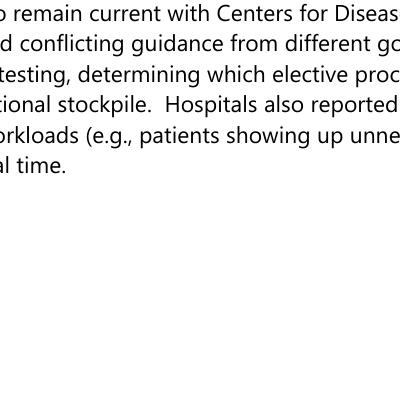 o remain current with Centers for Diseas
d conflicting guidance from different go
testing, determining which elective proc
tional stockpile.  Hospitals also reported
orkloads (e.g., patients showing up unne
al time.